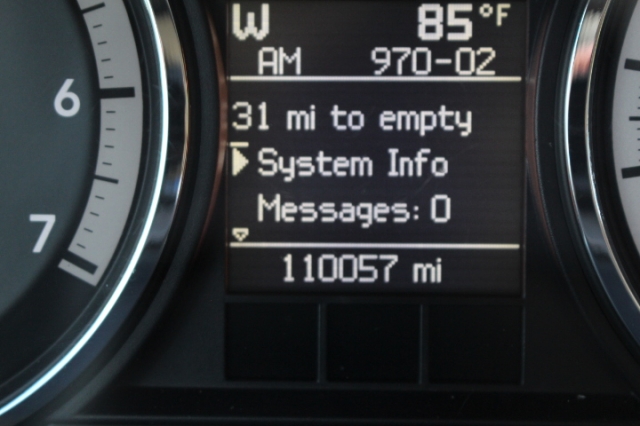 W 85°F
AM 970-02
31 mi to empty
System Info
Messages: 0
110057 mi
6
7